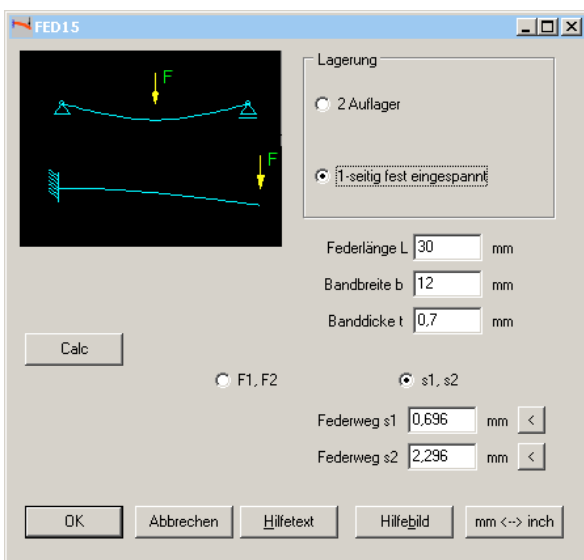 FED15
F
F
Lagerung
2 Auflager
1-seitig fest eingespannt
Federlänge L 30 mm
Bandbreite b 12 mm
Banddicke t 0,7 mm
Calc
F1, F2 s1, s2
Federweg s1 0,696 mm <
Federweg s2 2,296 mm <
OK Abbrechen Hilfetext Hilfebild mm <--> inch